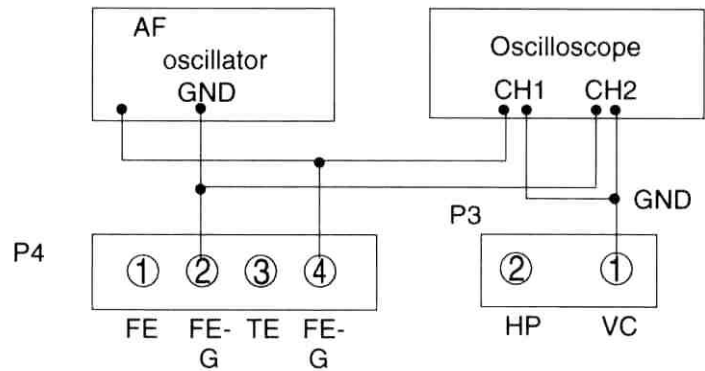 AF
oscillator
GND
Oscilloscope
CH1 CH2
GND
P3
P4
1 2 3 4
2 1
FE FE- TE FE-
G G
HP VC